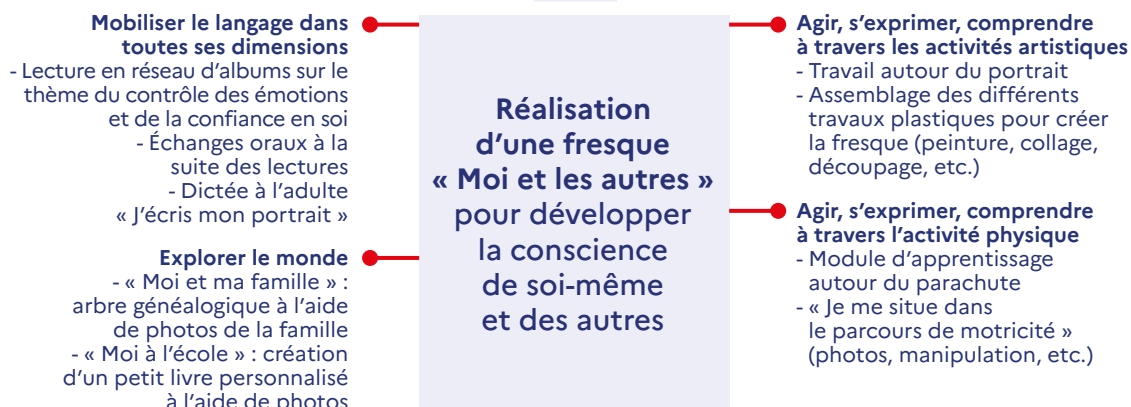 Mobiliser le langage dans
toutes ses dimensions
- Lecture en réseau d'albums sur le
thème du contrôle des émotions
et de la confiance en soi
- Échanges oraux à la
suite des lectures
- Dictée à l'adulte
« J'écris mon portrait »
Explorer le monde
- « Moi et ma famille » :
arbre généalogique à l'aide
de photos de la famille
- « Moi à l'école » : création
d'un petit livre personnalisé
à l'aide de photos
Réalisation
d'une fresque
« Moi et les autres »
pour développer
la conscience
de soi-même
et des autres
Agir, s'exprimer, comprendre
à travers les activités artistiques
- Travail autour du portrait
- Assemblage des différents
travaux plastiques pour créer
la fresque (peinture, collage,
découpage, etc.)
Agir, s'exprimer, comprendre
à travers l'activité physique
- Module d'apprentissage
autour du parachute
- « Je me situe dans
le parcours de motricité »
(photos, manipulation, etc.)